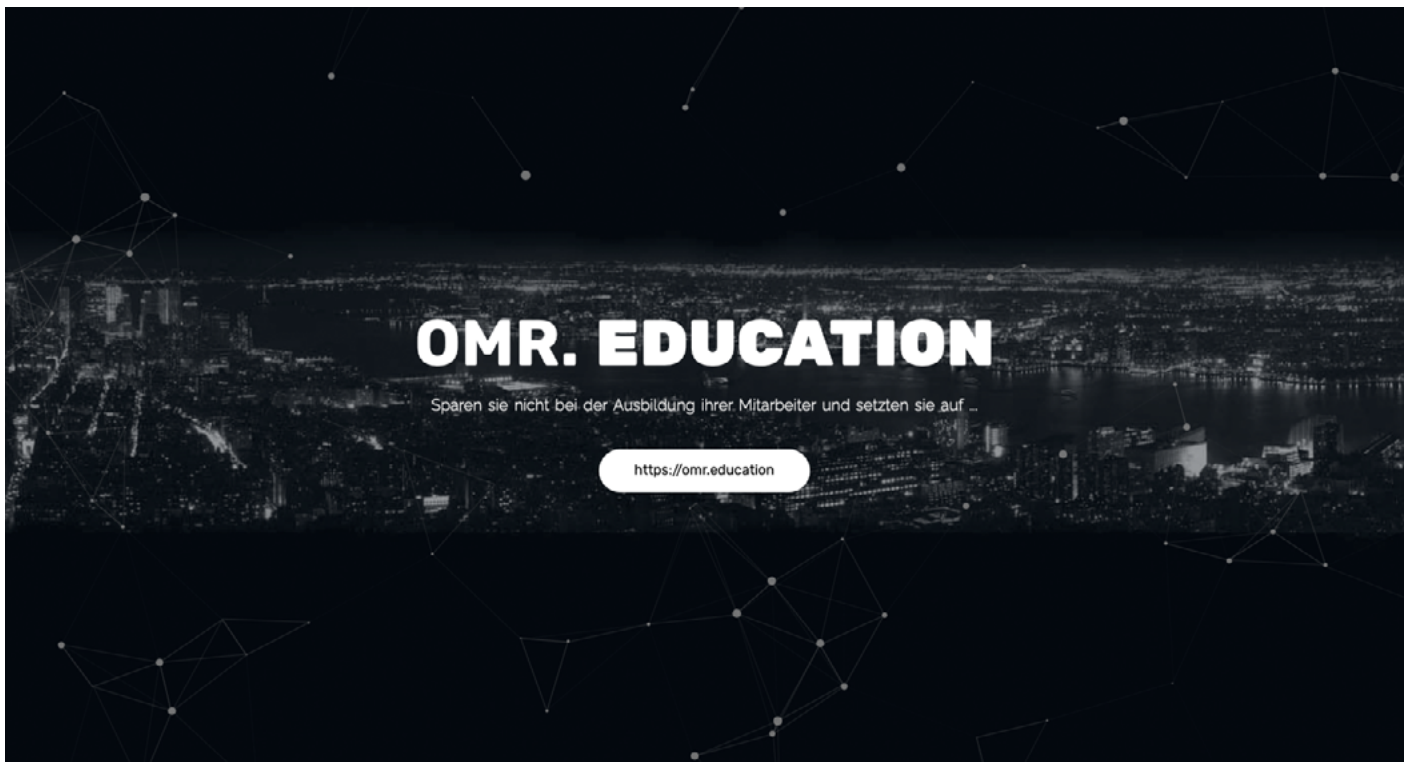 OMR. EDUCATION
Sparen sie nicht bei der Ausbildung ihrer Mitarbeiter und setzten sie auf ...
https://omr.education